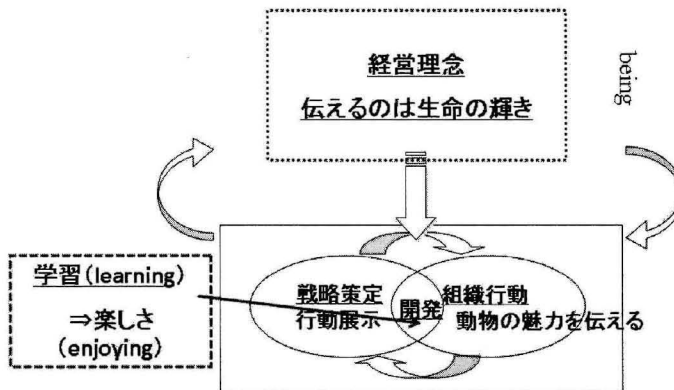 経営理念
伝えるのは生命の輝き
being
学習(learning)
⇒楽しさ
(enjoying)
戦略策定
行動展示
開発
組織行動
動物の魅力を伝える